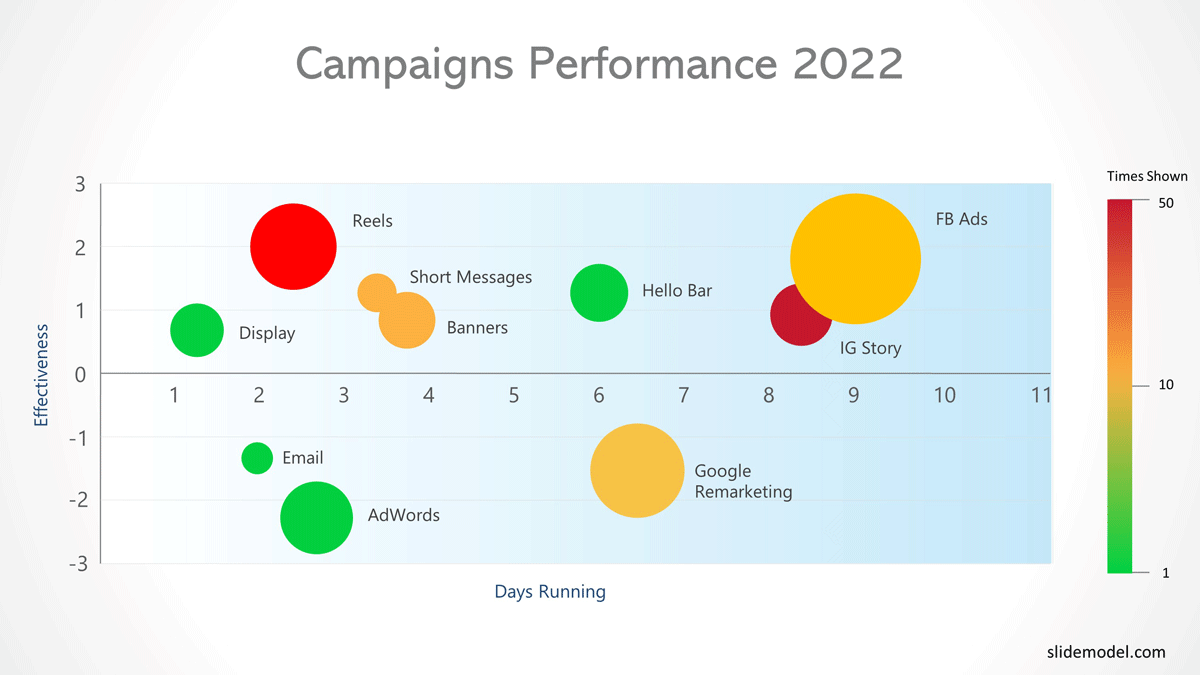 Campaigns Performance 2022
Times Shown
50
10
1
3
2
1
0
-1
-2
-3
Effectiveness
Reels
Short Messages
Display
Banners
Hello Bar
FB Ads
IG Story
1 2 3 4 5 6 7 8 9 10 11
Email
AdWords
Google
Remarketing
Days Running
slidemodel.com